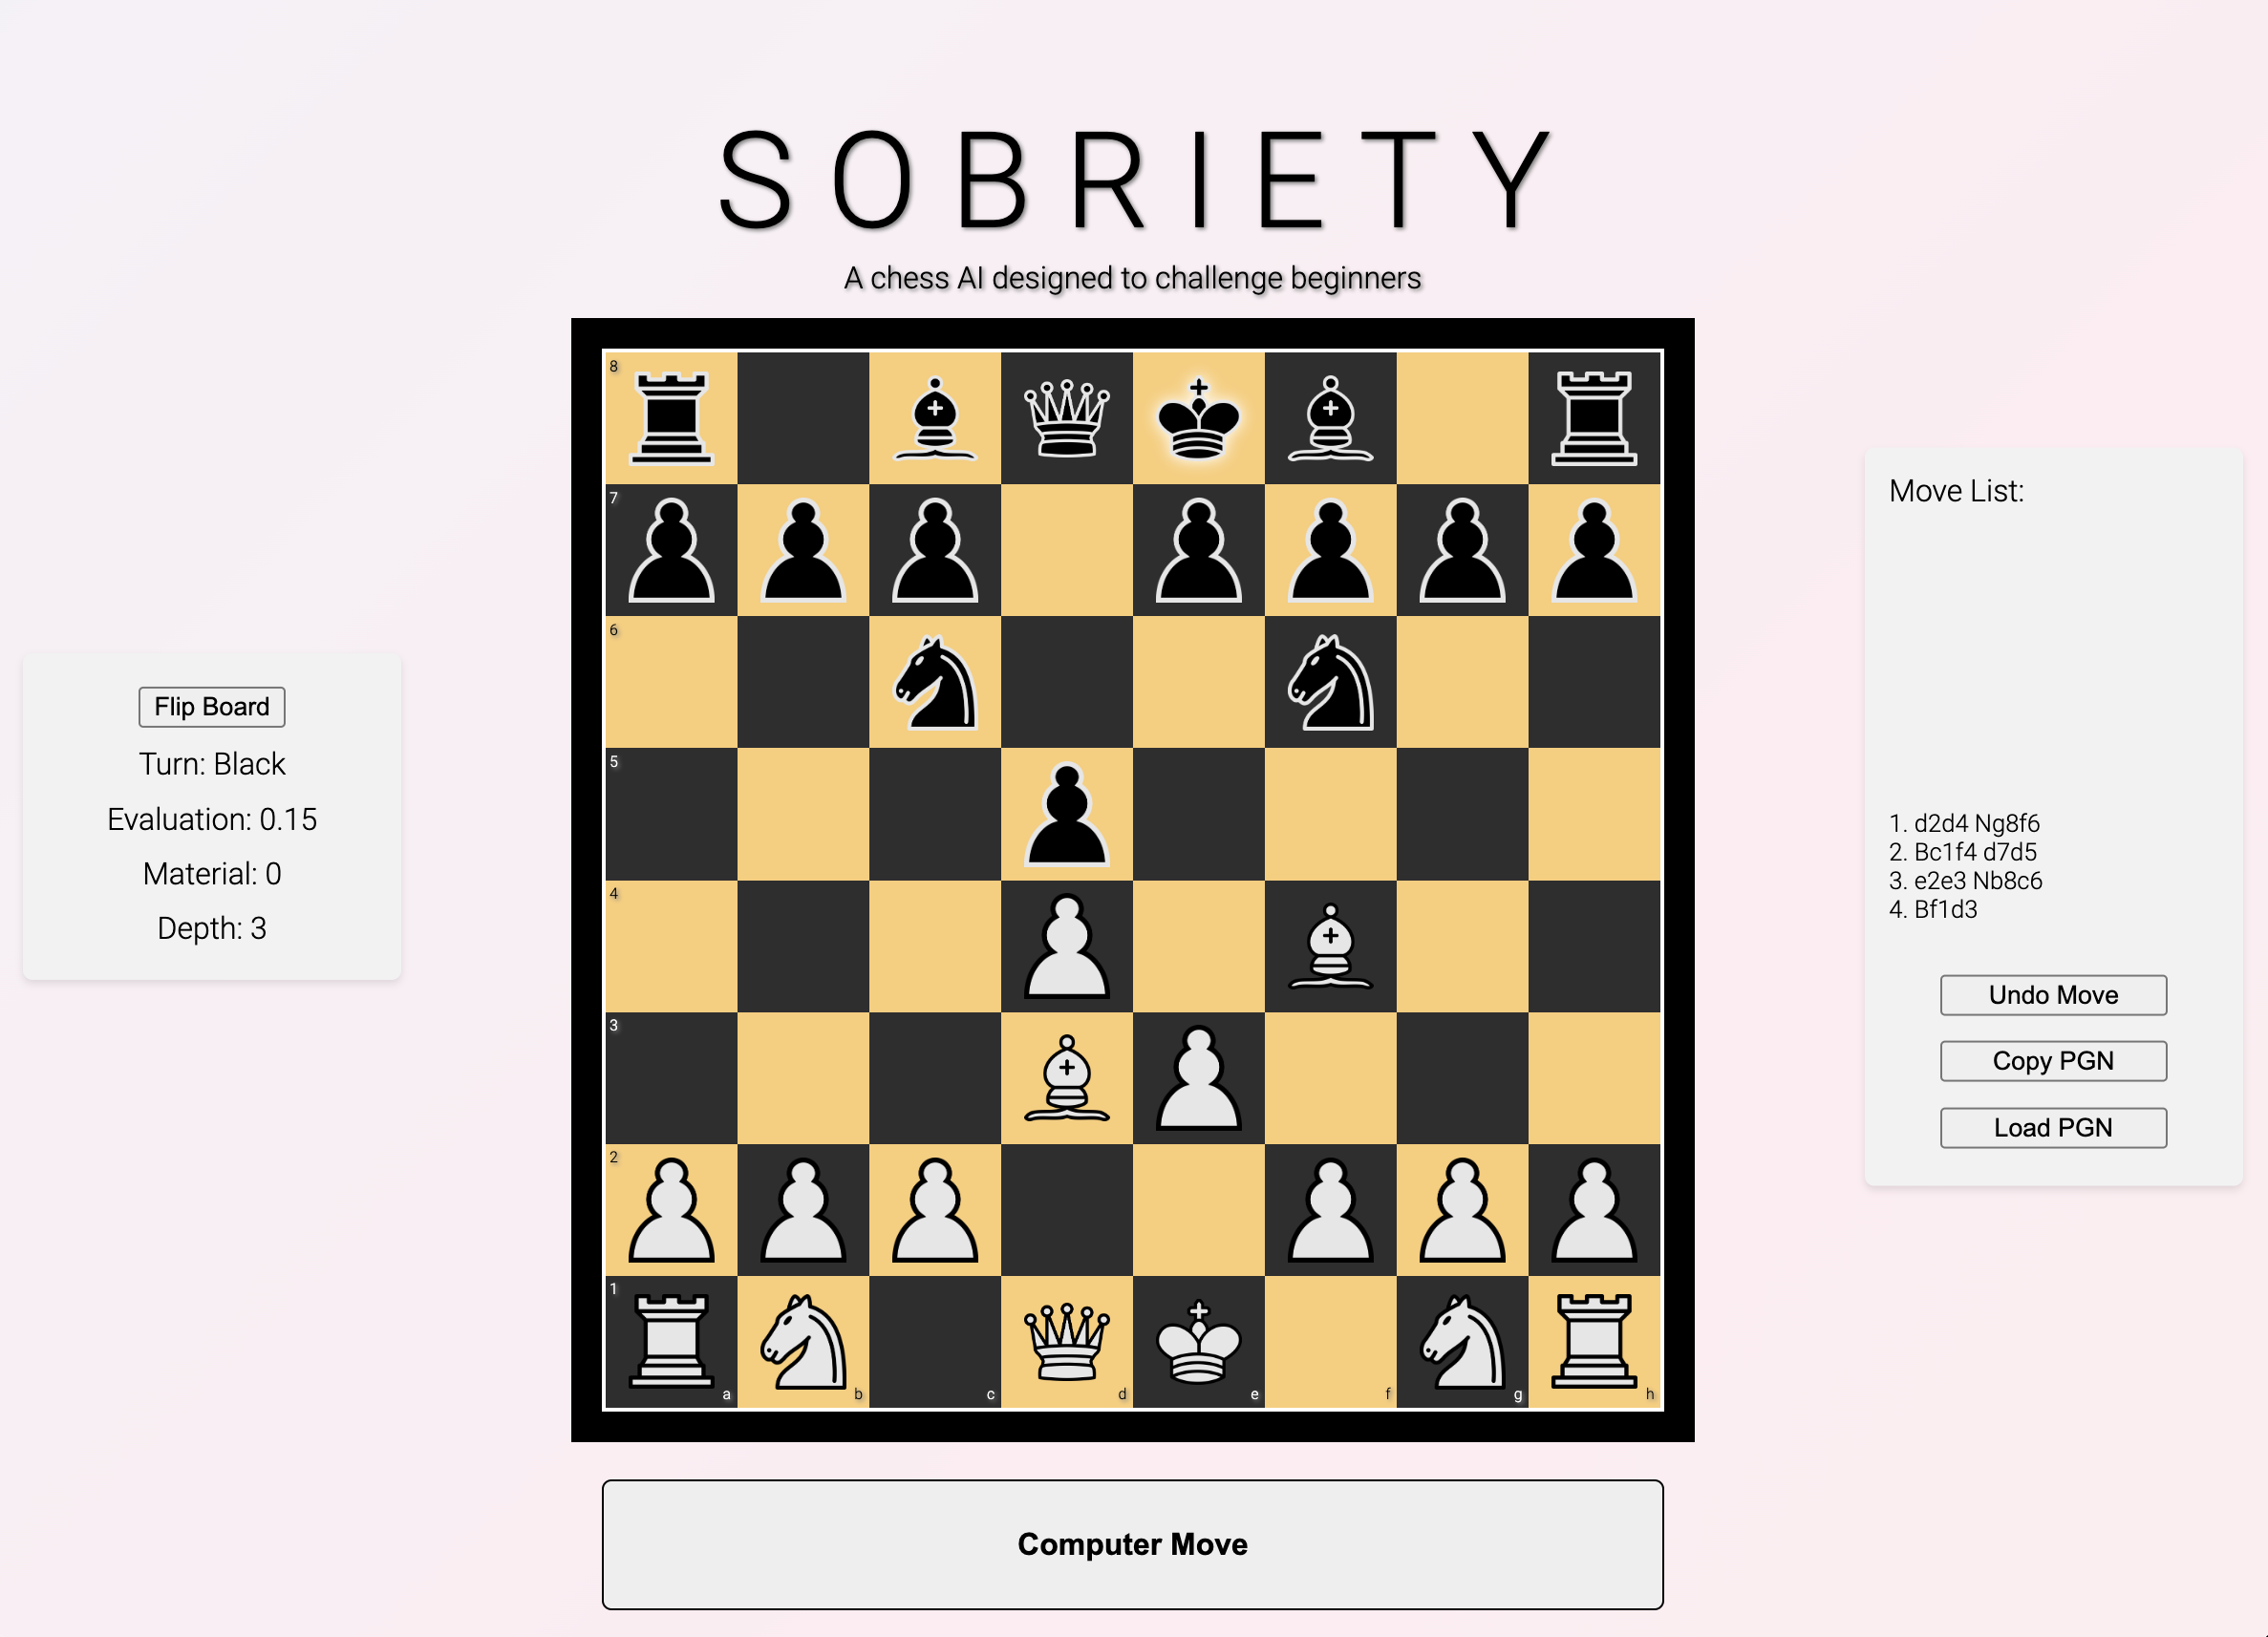 SOBRIETY
A chess AI designed to challenge beginners
Flip Board
Turn: Black
Evaluation: 0.15
Material: 0
Depth: 3
8
7
6
5
4
3
2
1
a b c d e f g h
Move List:
1. d2d4 Ng8f6
2. Bc1f4 d7d5
3. e2e3 Nb8c6
4. Bf1d3
Undo Move
Copy PGN
Load PGN
Computer Move